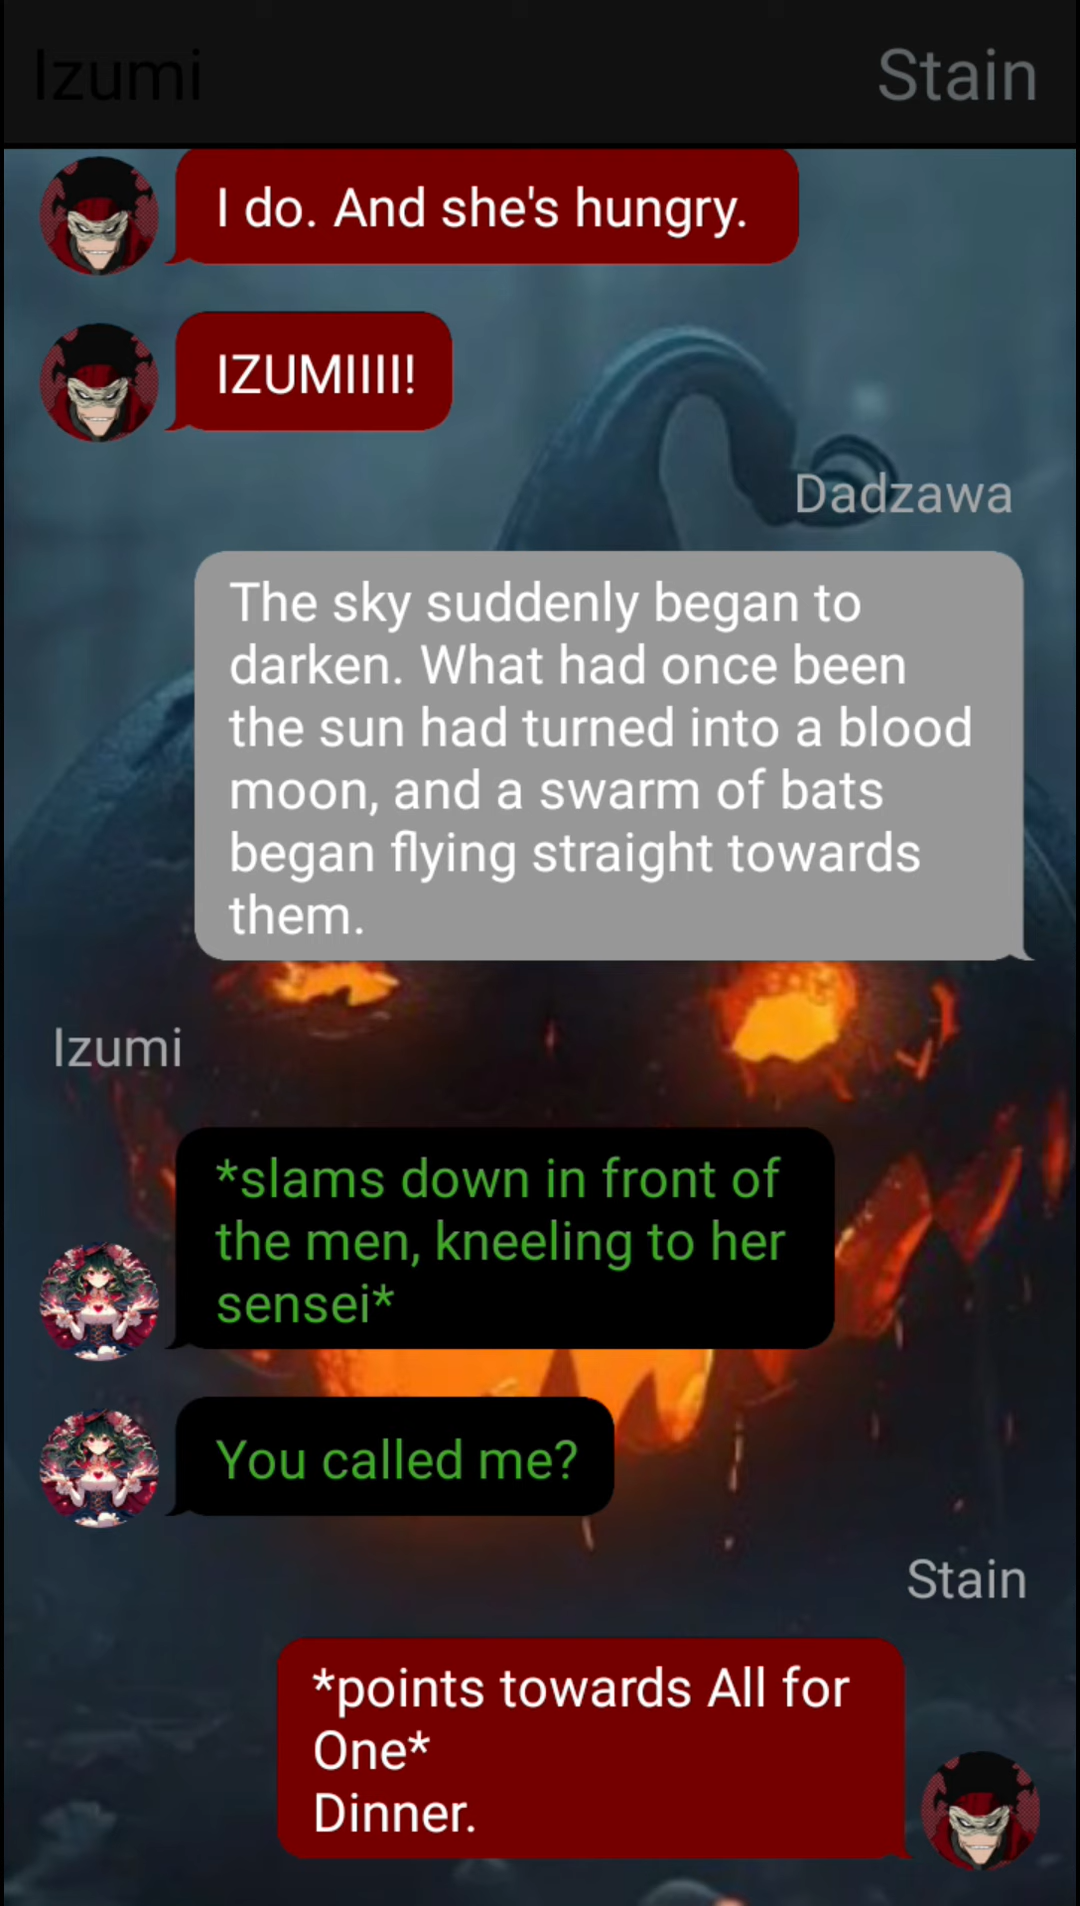 Izumi Stain
I do. And she's hungry.
IZUMIIII!
Dadzawa
The sky suddenly began to
darken. What had once been
the sun had turned into a blood
moon, and a swarm of bats
began flying straight towards
them.
Izumi
*slams down in front of
the men, kneeling to her
sensei*
You called me?
Stain
*points towards All for
One*
Dinner.